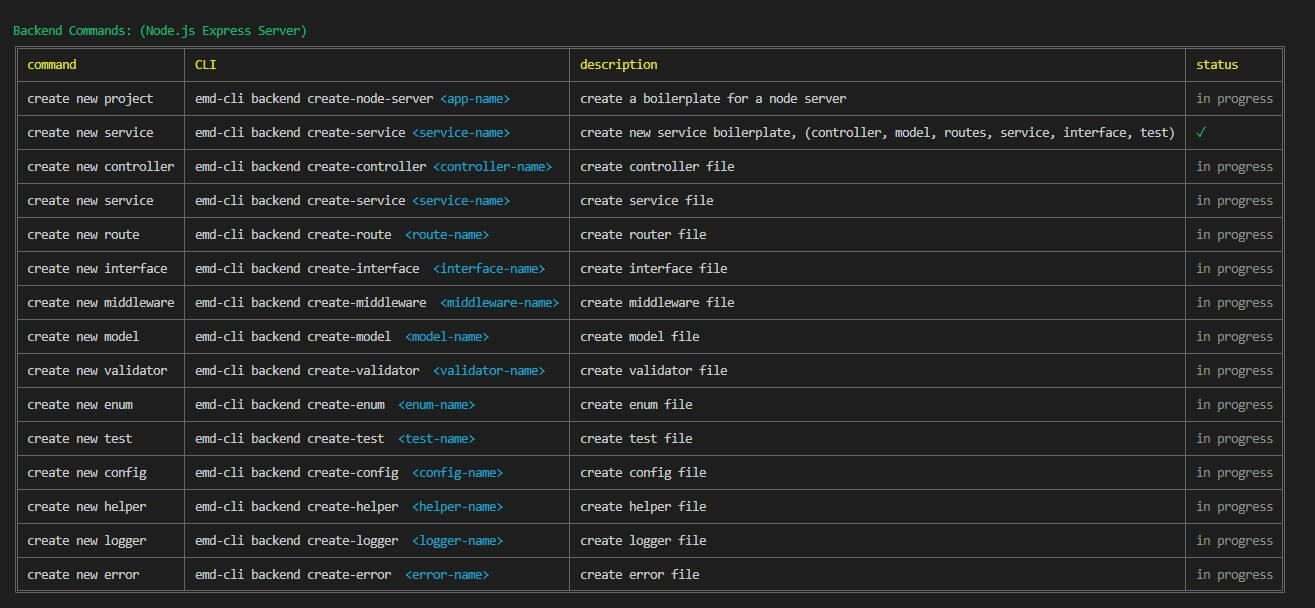 Backend Commands: (Node.js Express Server)
command CLI description status
create new project emd-cli backend create-node-server <app-name> create a boilerplate for a node server in progress
create new service emd-cli backend create-service <service-name> create new service boilerplate, (controller, model, routes, service, interface, test) ✓
create new controller emd-cli backend create-controller <controller-name> create controller file in progress
create new service emd-cli backend create-service <service-name> create service file in progress
create new route emd-cli backend create-route <route-name> create router file in progress
create new interface emd-cli backend create-interface <interface-name> create interface file in progress
create new middleware emd-cli backend create-middleware <middleware-name> create middleware file in progress
create new model emd-cli backend create-model <model-name> create model file in progress
create new validator emd-cli backend create-validator <validator-name> create validator file in progress
create new enum emd-cli backend create-enum <enum-name> create enum file in progress
create new test emd-cli backend create-test <test-name> create test file in progress
create new config emd-cli backend create-config <config-name> create config file in progress
create new helper emd-cli backend create-helper <helper-name> create helper file in progress
create new logger emd-cli backend create-logger <logger-name> create logger file in progress
create new error emd-cli backend create-error <error-name> create error file in progress